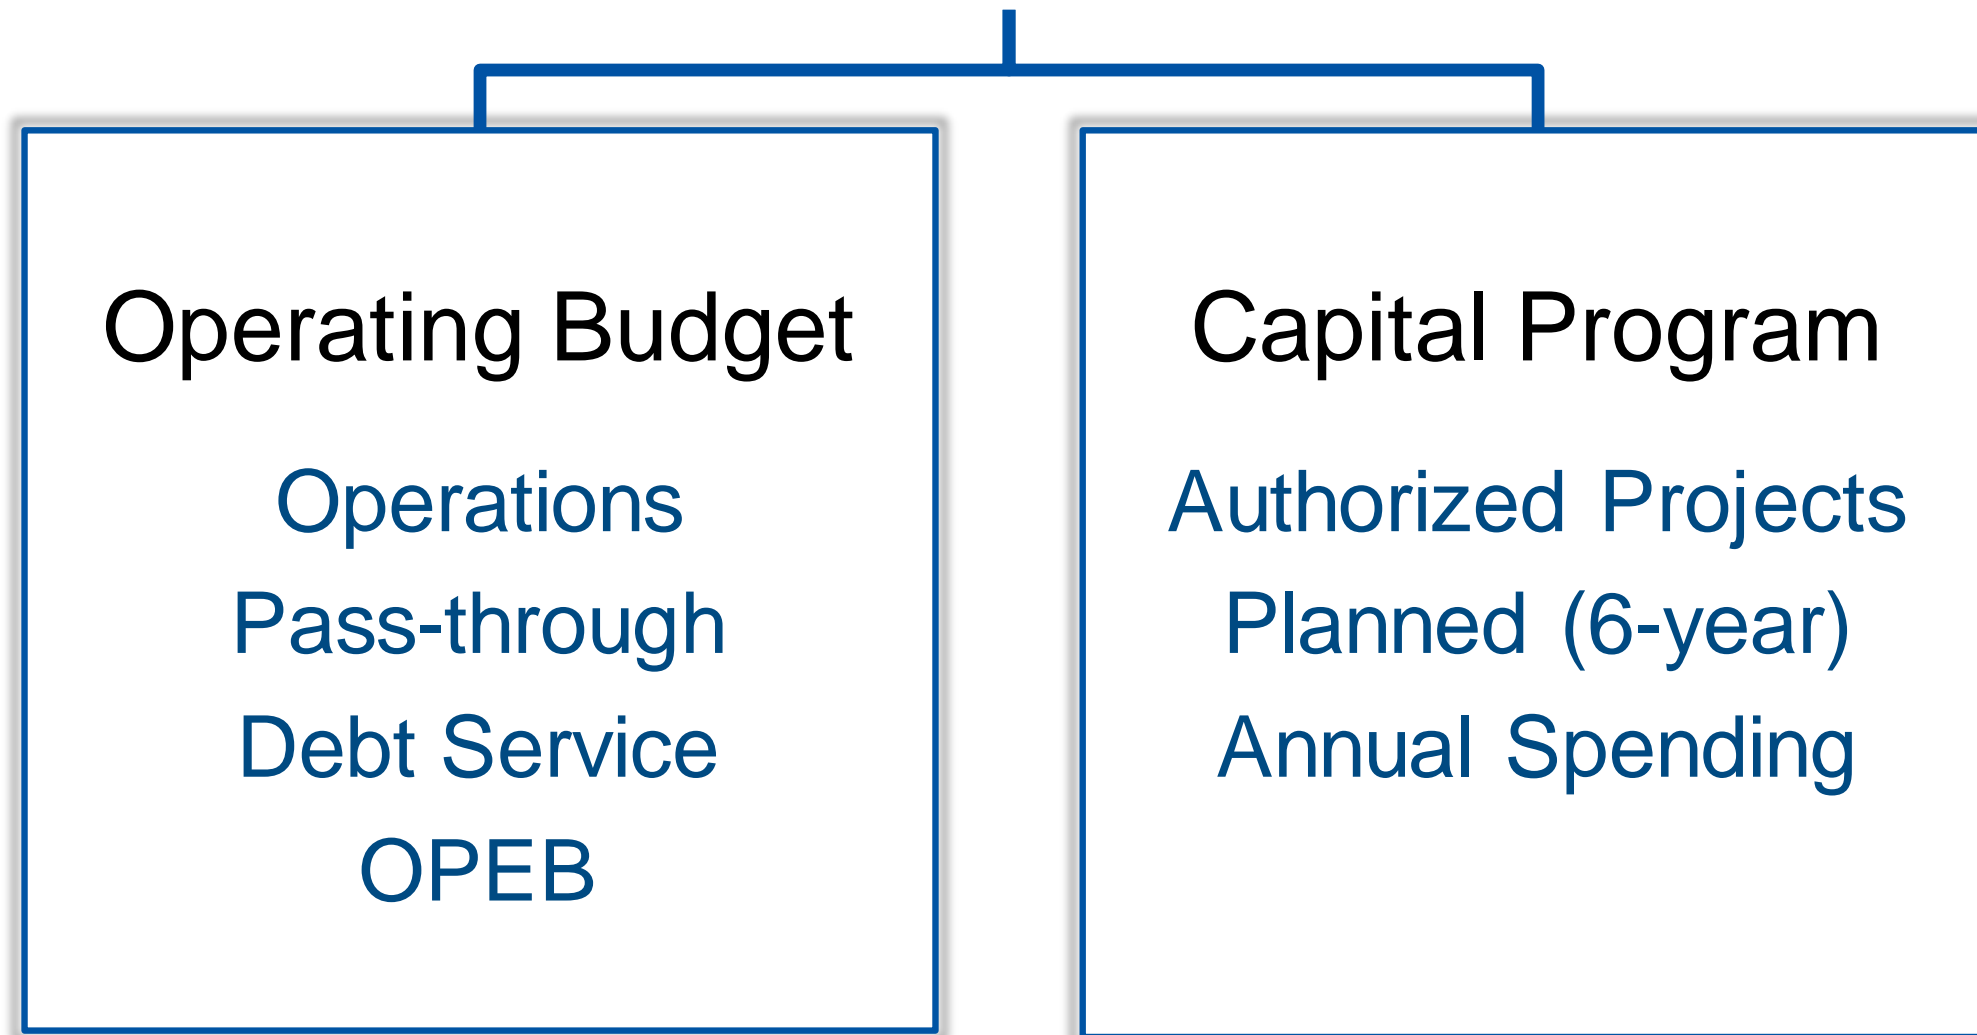 Operating Budget
Operations
Pass-through
Debt Service
OPEB
Capital Program
Authorized Projects
Planned (6-year)
Annual Spending